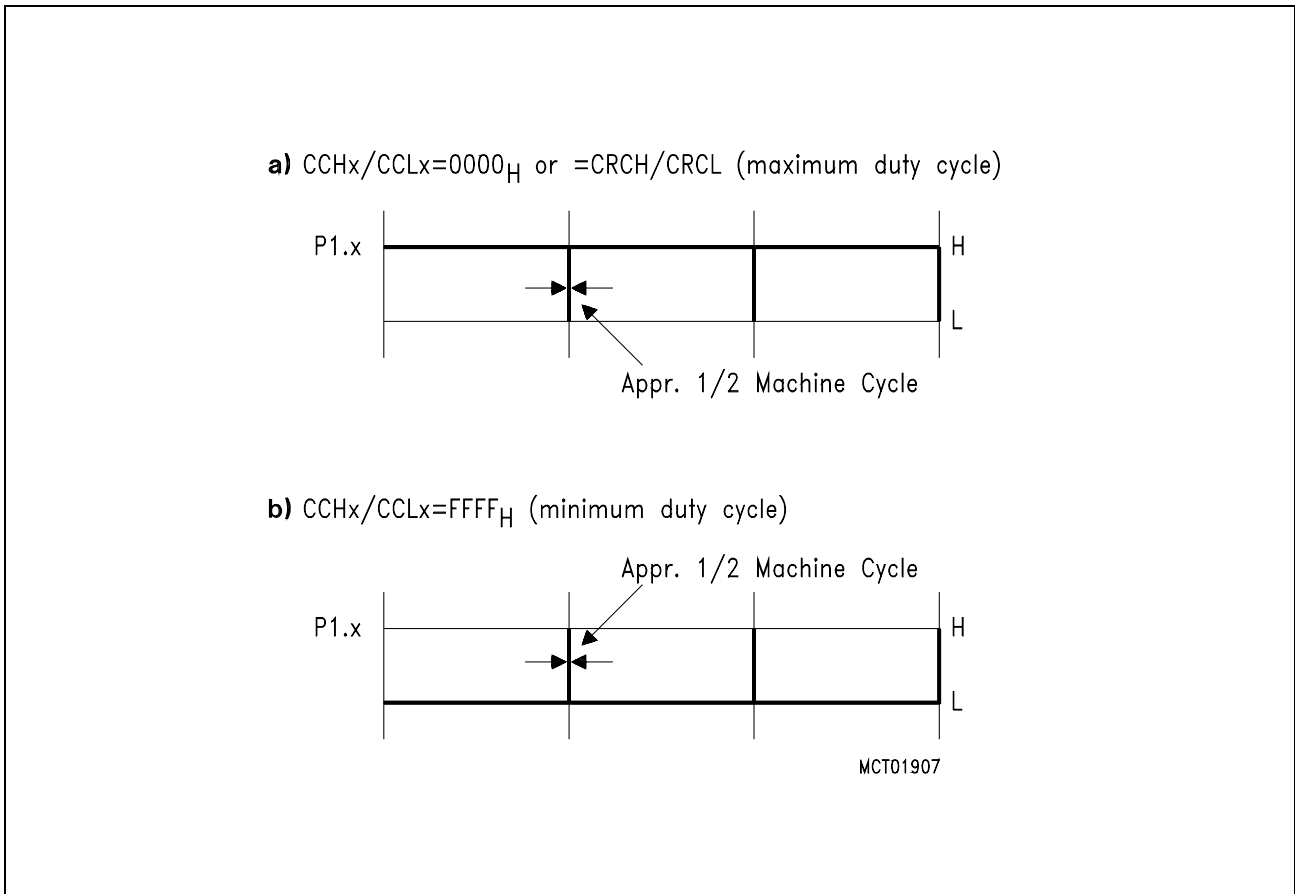 a) CCHx/CCLx=0000H or =CRCH/CRCL (maximum duty cycle)
P1.x
H
L
Appr. 1/2 Machine Cycle
b) CCHx/CCLx=FFFFH (minimum duty cycle)
Appr. 1/2 Machine Cycle
P1.x
H
L
MCT01907